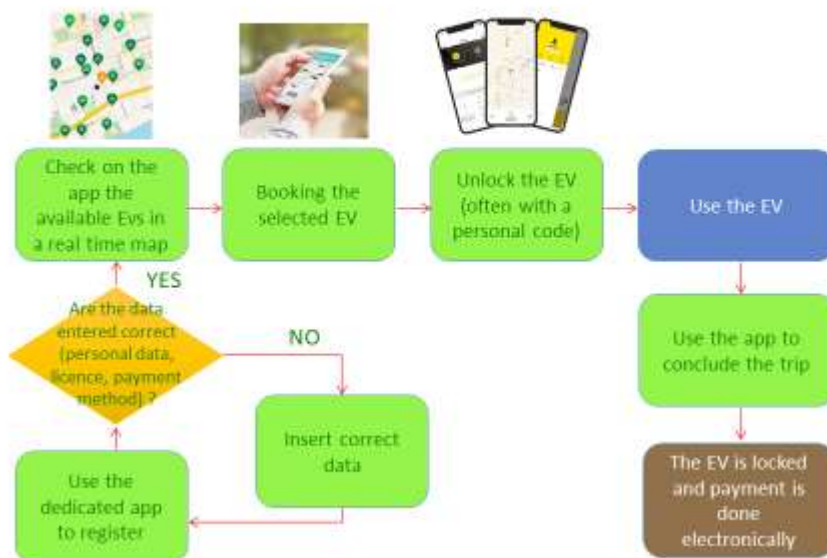 Check on the
app the
available Evs in
a real time map
Booking the
selected EV
Unlock the EV
(often with a
personal code)
Use the EV
YES
Are the data
entered correct
(personal data,
licence, payment
method) ?
NO
Use the app to
conclude the trip
Insert correct
data
Use the
dedicated app
to register
The EV is locked
and payment is
done
electronically